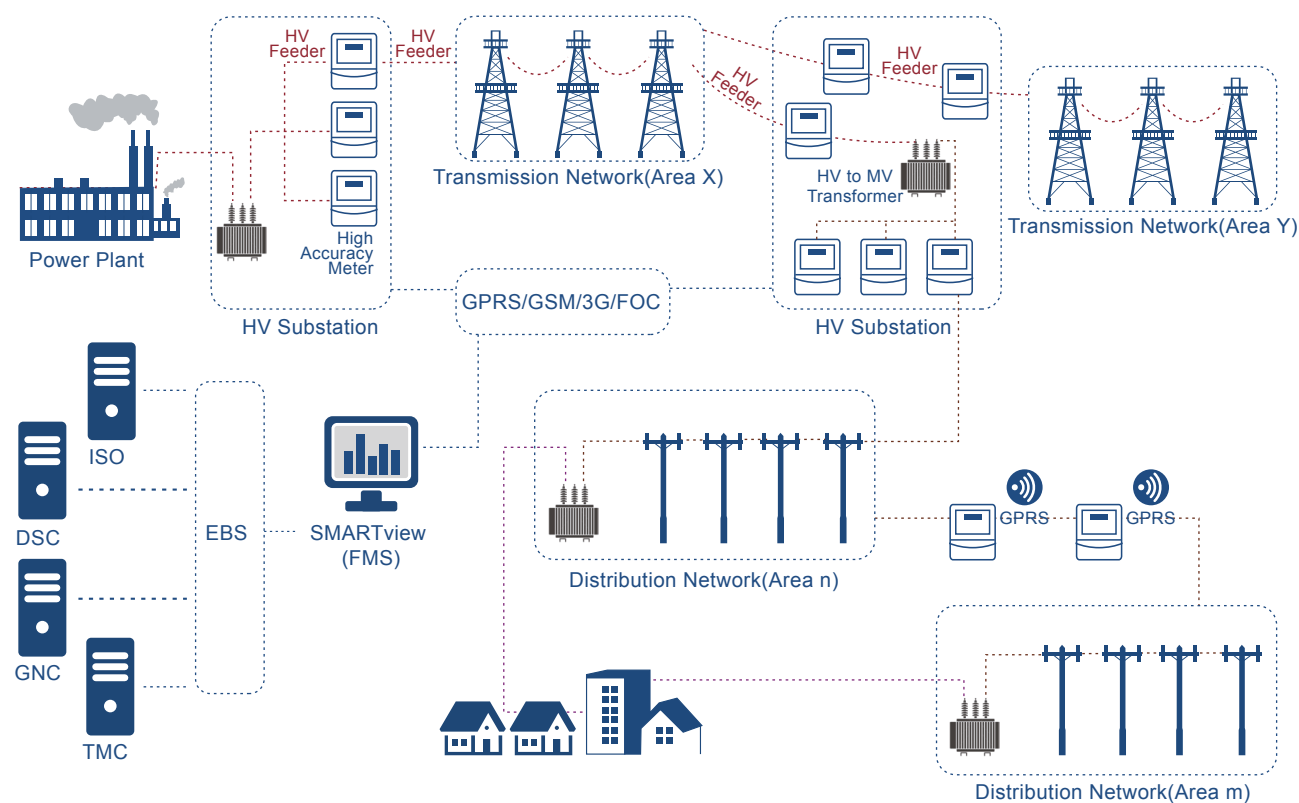 HV
Feeder
HV
Feeder
High
Accuracy
Meter
Power Plant
HV Substation
Transmission Network(Area X)
HV
Feeder
HV
Feeder
HV to MV
Transformer
HV Substation
Transmission Network(Area Y)
GPRS/GSM/3G/FOC
ISO
DSC
GNC
TMC
EBS
SMARTview
(FMS)
Distribution Network(Area n)
GPRS
GPRS
Distribution Network(Area m)